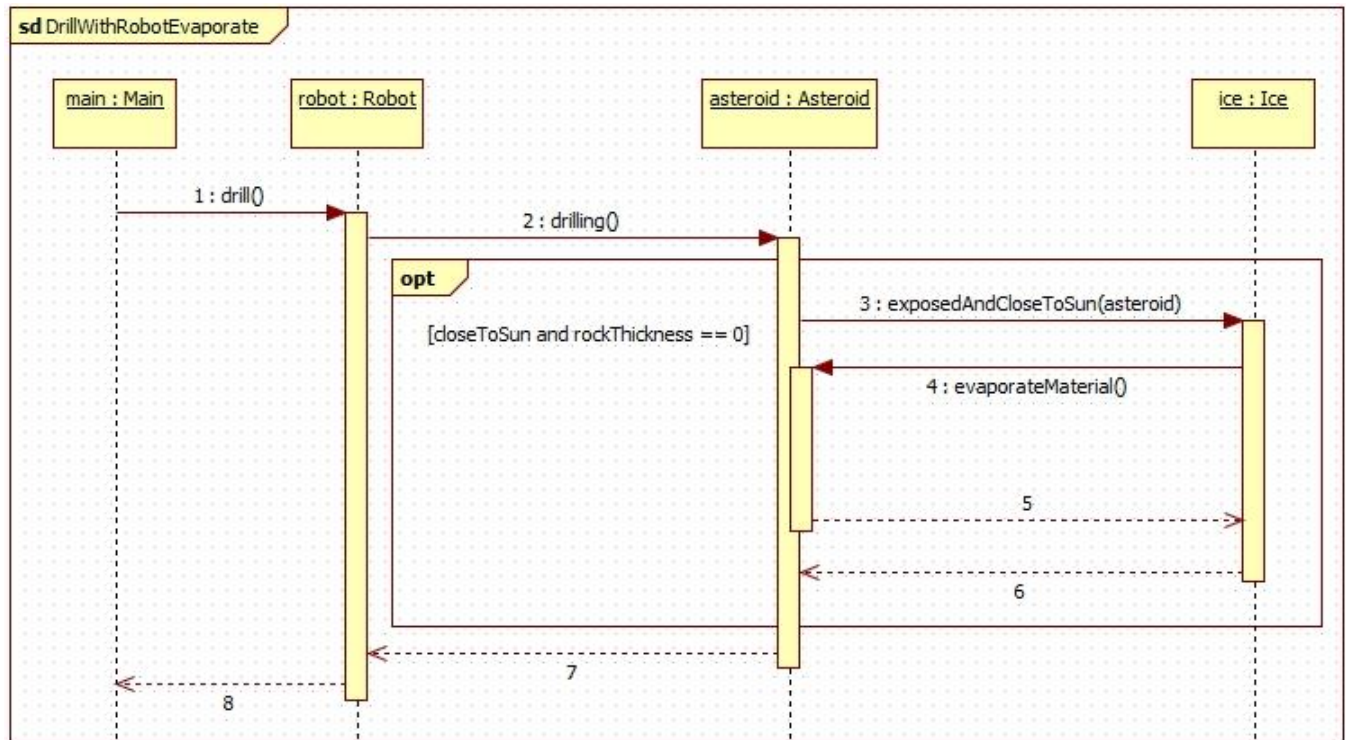 sd DrillWithRobotEvaporate
main : Main
robot : Robot
asteroid : Asteroid
ice : Ice
1 : drill()
2 : drilling()
opt
3 : exposedAndCloseToSun(asteroid)
[closeToSun and rockThickness == 0]
4 : evaporateMaterial()
5
6
7
8